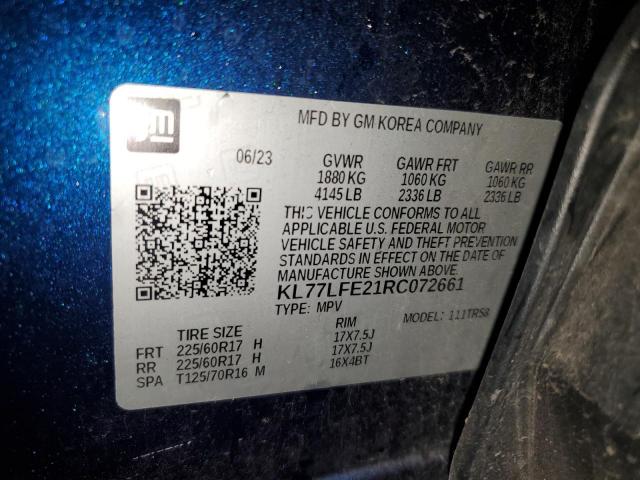 gm
MFD BY GM KOREA COMPANY
06/23 GVWR GAWR FRT GAWR RR
1880 KG 1060 KG 1060 KG
4145 LB 2336 LB 2336 LB
THIS VEHICLE CONFORMS TO ALL
APPLICABLE U.S. FEDERAL MOTOR
VEHICLE SAFETY AND THEFT PREVENTION
STANDARDS IN EFFECT ON THE DATE OF
MANUFACTURE SHOWN ABOVE.
KL77LFE21RC072661
TYPE: MPV MODEL: 111TRS8
TIRE SIZE RIM
FRT 225/60R17 H 17X7.5J
RR 225/60R17 H 17X7.5J
SPA T125/70R16 M 16X4BT